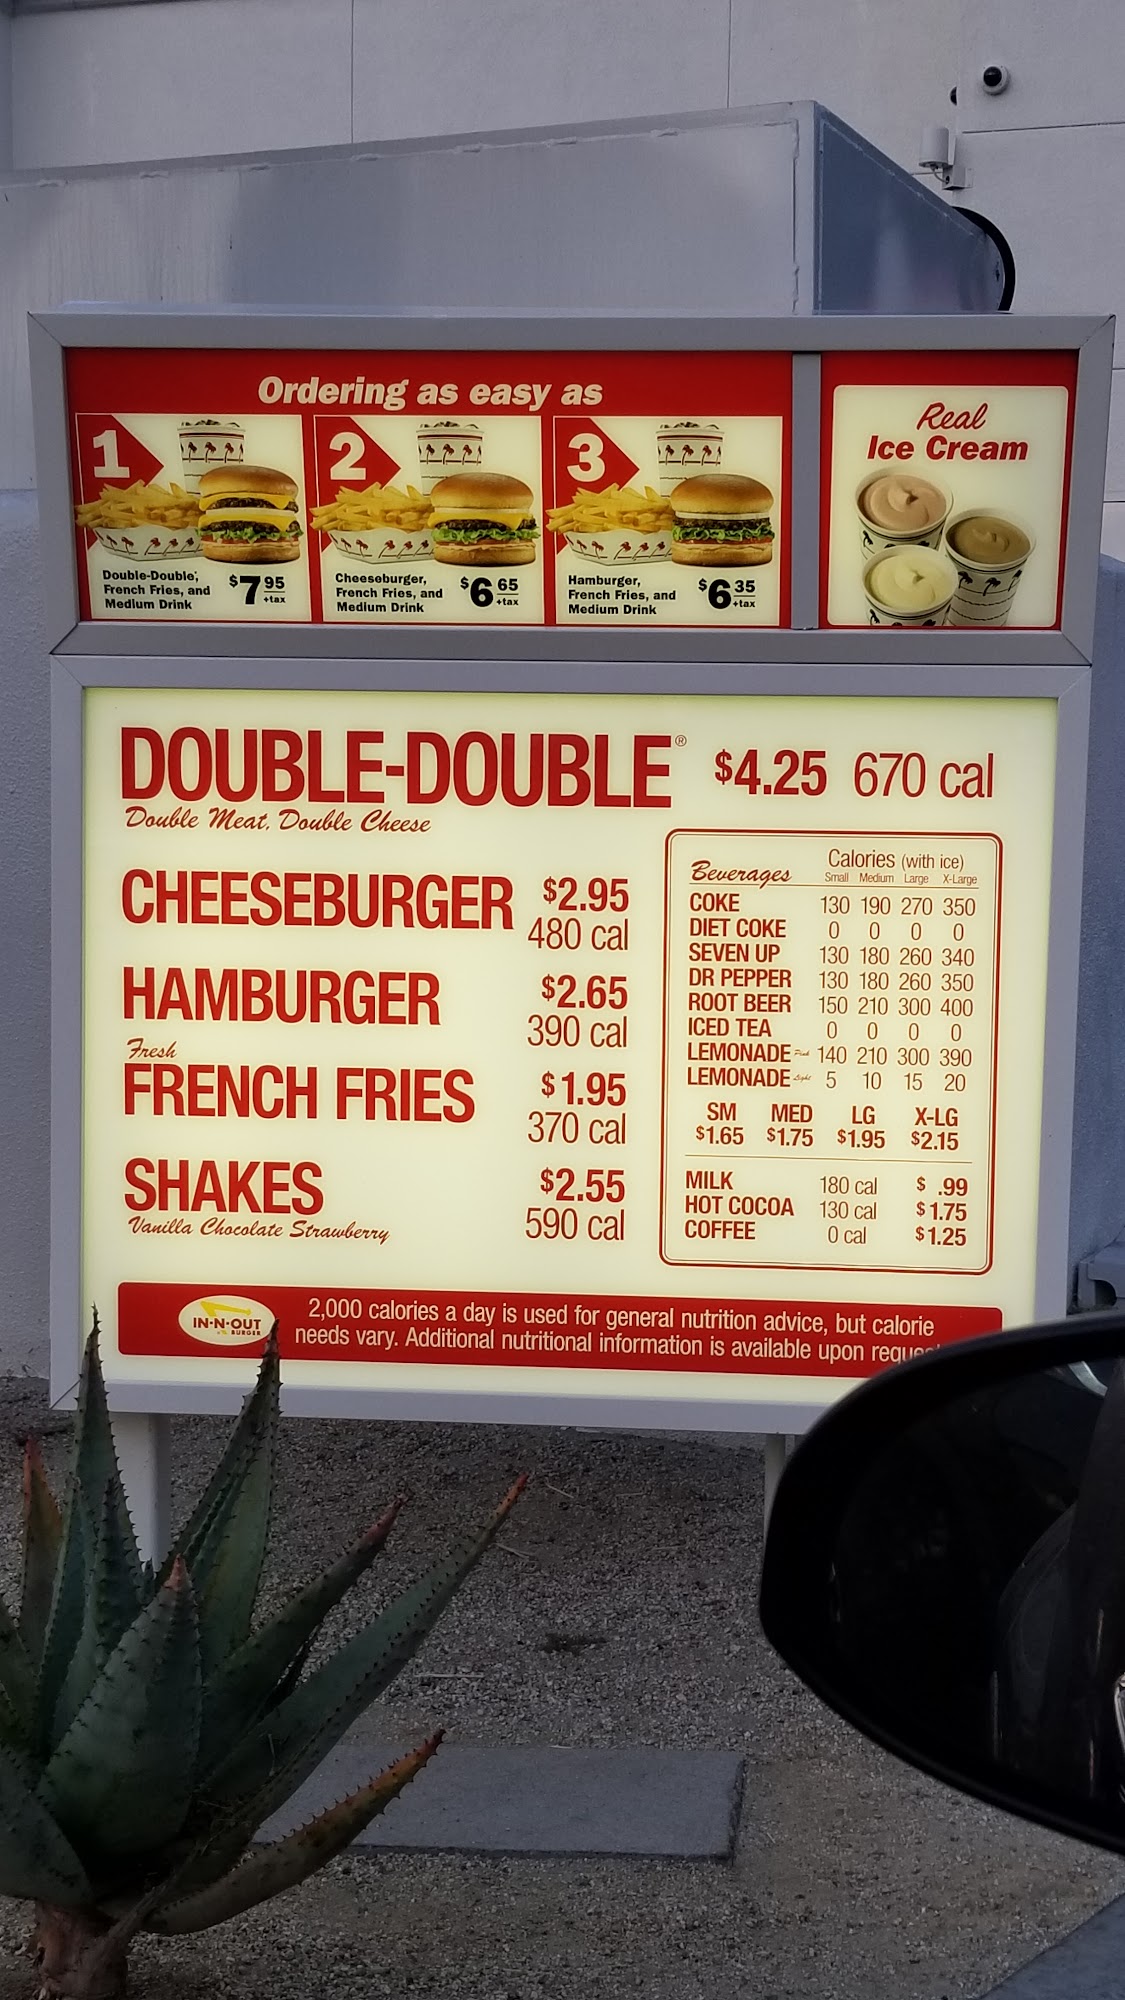 Ordering as easy as
1
Double-Double®,
French Fries, and
Medium Drink
$7 95
+tax
2
Cheeseburger,
French Fries, and
Medium Drink
$6 65
+tax
3
Hamburger,
French Fries, and
Medium Drink
$6 35
+tax
Real
Ice Cream
DOUBLE-DOUBLE® $4.25 670 cal
Double Meat, Double Cheese
CHEESEBURGER $2.95
480 cal
HAMBURGER $2.65
390 cal
Fresh
FRENCH FRIES $1.95
370 cal
SHAKES $2.55
Vanilla Chocolate Strawberry 590 cal
Beverages Calories (with ice)
Small Medium Large X-Large
COKE 130 190 270 350
DIET COKE 0 0 0 0
SEVEN UP 130 180 260 340
DR PEPPER 130 180 260 350
ROOT BEER 150 210 300 400
ICED TEA 0 0 0 0
LEMONADE Pink 140 210 300 390
LEMONADE Light 5 10 15 20
SM MED LG X-LG
$1.65 $1.75 $1.95 $2.15
MILK 180 cal $ .99
HOT COCOA 130 cal $1.75
COFFEE 0 cal $1.25
IN-N-OUT
BURGER
2,000 calories a day is used for general nutrition advice, but calorie
needs vary. Additional nutritional information is available upon reques